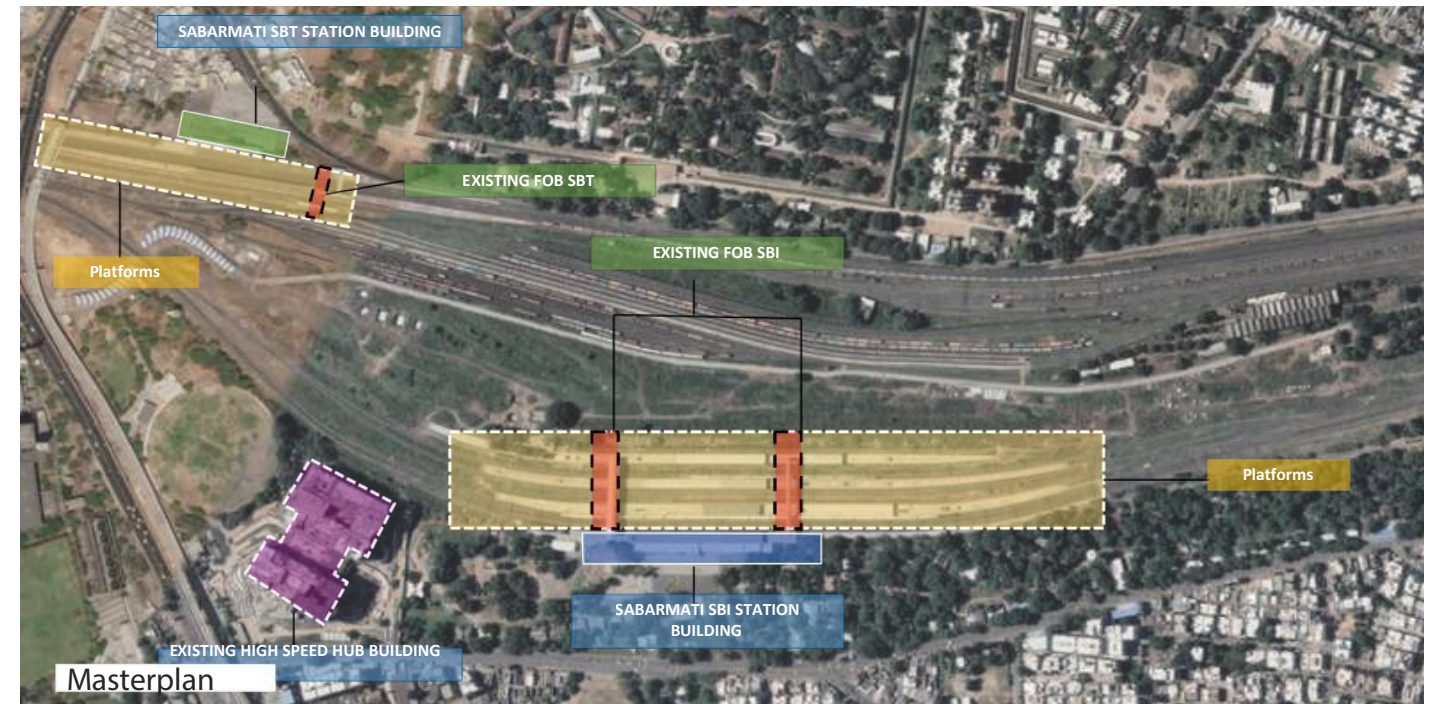 SABARMATI SBT STATION BUILDING
EXISTING FOB SBT
EXISTING FOB SBI
Platforms
Platforms
SABARMATI SBI STATION
BUILDING
EXISTING HIGH SPEED HUB BUILDING
Masterplan